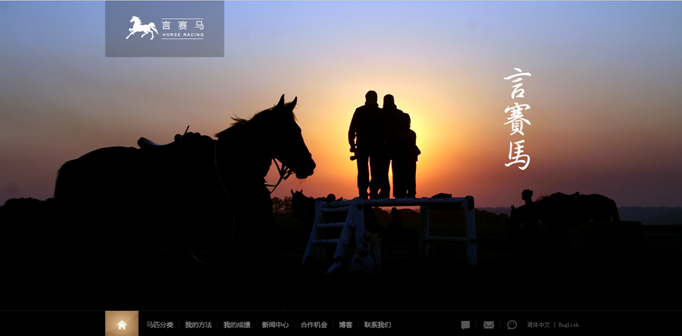 言赛马
HORSE RACING
言賽馬
马匹分类
我的方法
我的成绩
新闻中心
合作机会
博客
联系我们
简体中文 | English